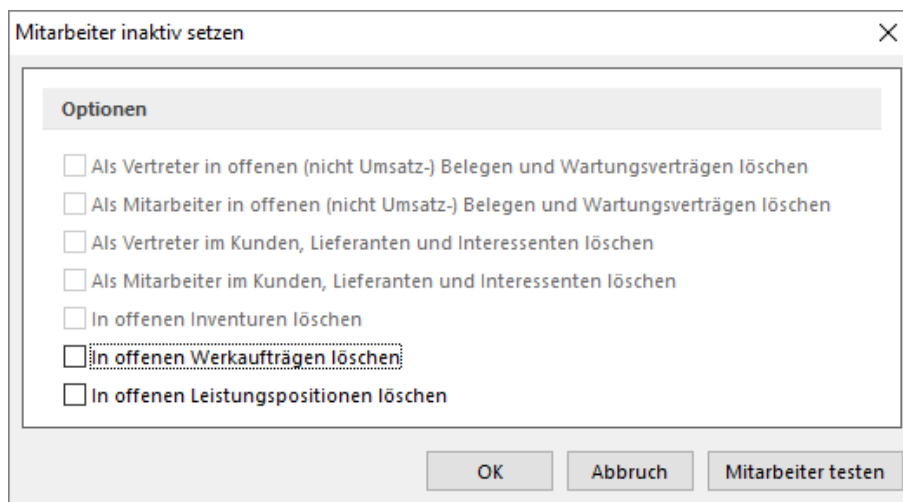 Mitarbeiter inaktiv setzen
Optionen
Als Vertreter in offenen (nicht Umsatz-) Belegen und Wartungsverträgen löschen
Als Mitarbeiter in offenen (nicht Umsatz-) Belegen und Wartungsverträgen löschen
Als Vertreter im Kunden, Lieferanten und Interessenten löschen
Als Mitarbeiter im Kunden, Lieferanten und Interessenten löschen
In offenen Inventuren löschen
In offenen Werkaufträgen löschen
In offenen Leistungspositionen löschen
OK Abbruch Mitarbeiter testen